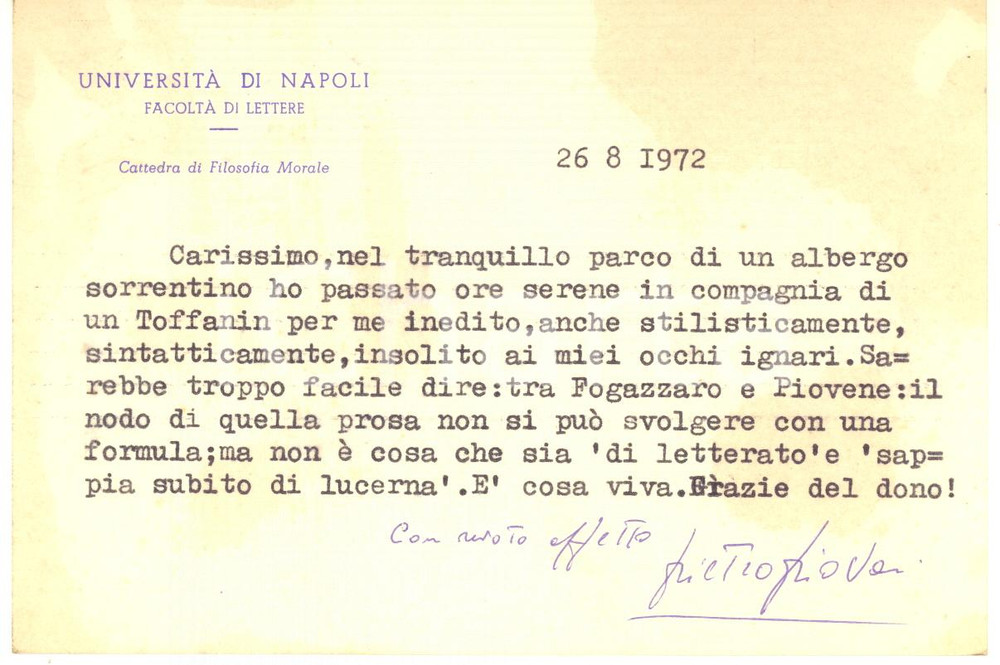 UNIVERSITÀ DI NAPOLI
FACOLTÀ DI LETTERE
Cattedra di Filosofia Morale
26 8 I972
Carissimo,nel tranquillo parco di un albergo
sorrentino ho passato ore serene in compagnia di
un Toffanin per me inedito,anche stilisticamente,
sintatticamente,insolito ai miei occhi ignari.Sa=
rebbe troppo facile dire:tra Fogazzaro e Piovene:il
nodo di quella prosa non si può svolgere con una
formula;ma non è cosa che sia 'di letterato'e 'sap=
pia subito di lucerna'.E' cosa viva.Grazie del dono!
Con affetto
pietro piovani